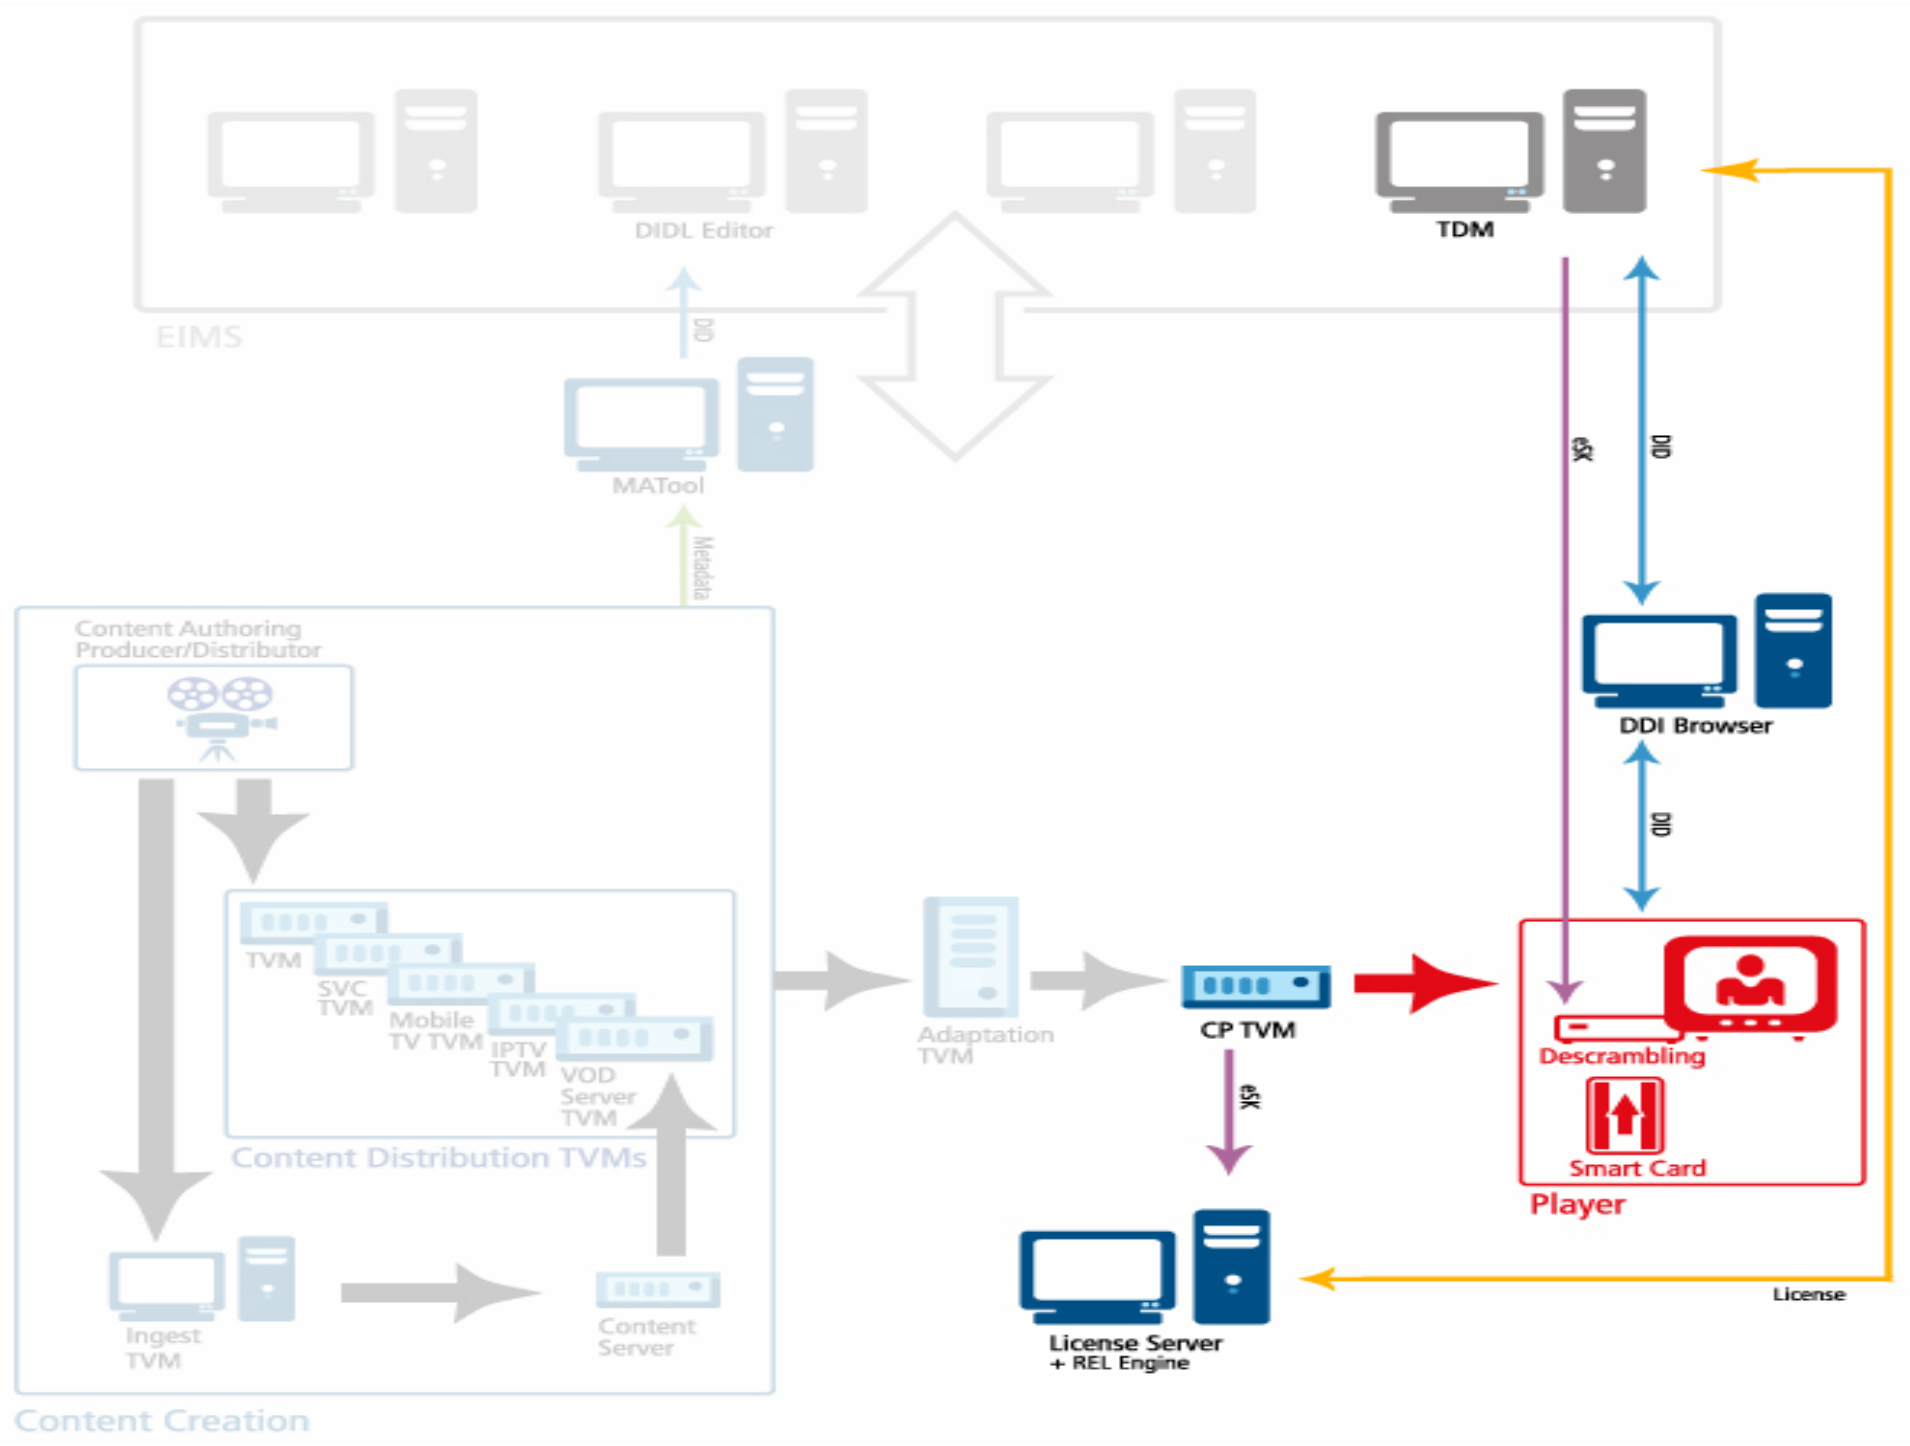 DIDL Editor
TDM
EIMS
DID
MATool
Metadata
eSK
DID
DDI Browser
DID
Content Authoring
Producer/Distributor
TVM
SVC
TVM
Mobile
TV TVM
IPTV
TVM
VOD
Server
TVM
Content Distribution TVMs
Ingest
TVM
Content
Server
Content Creation
Adaptation
TVM
CP TVM
eSK
Descrambling
Smart Card
Player
License
License Server
+ REL Engine